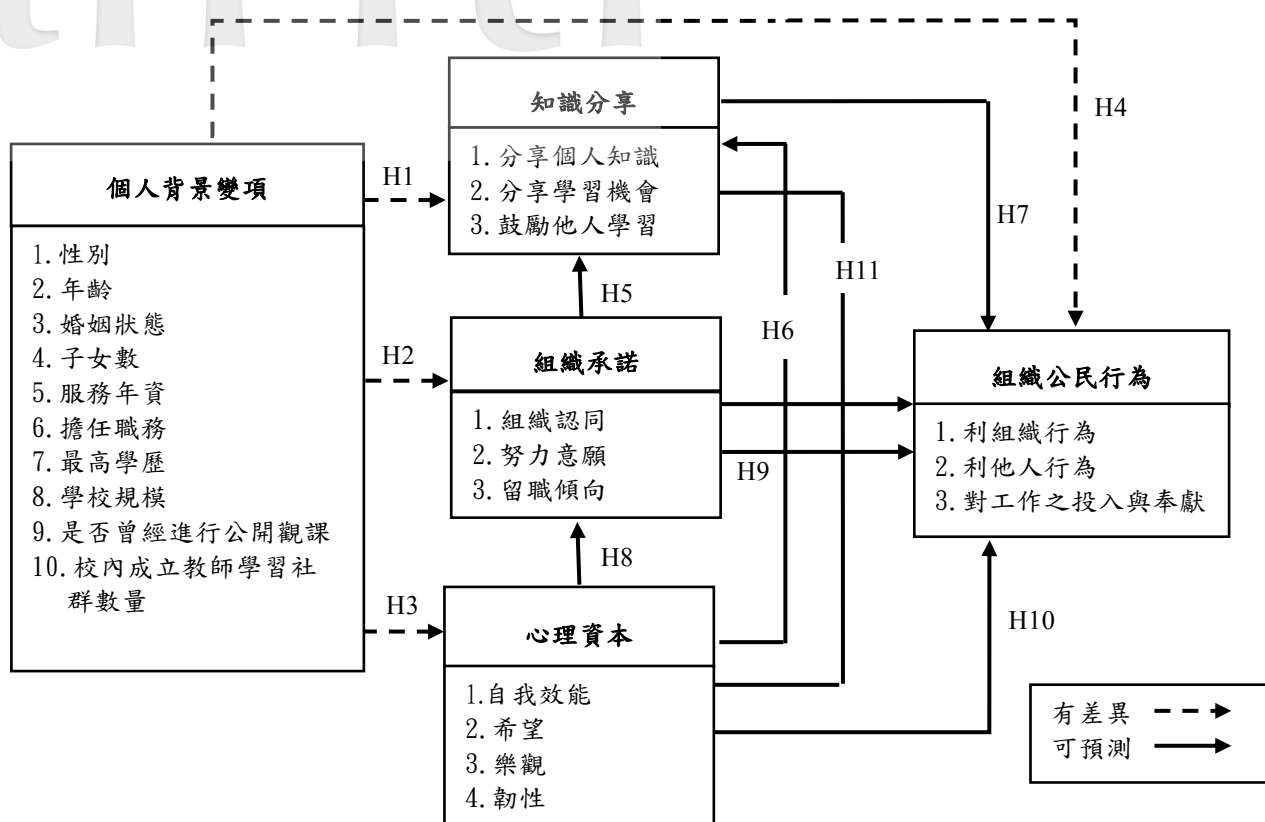 H4
知識分享
1. 分享個人知識
2. 分享學習機會
3. 鼓勵他人學習
個人背景變項
1. 性別
2. 年齡
3. 婚姻狀態
4. 子女數
5. 服務年資
6. 擔任職務
7. 最高學歷
8. 學校規模
9. 是否曾經進行公開觀課
10. 校內成立教師學習社
群數量
H1
H7
H11
H5
H6
H2
組織承諾
1. 組織認同
2. 努力意願
3. 留職傾向
組織公民行為
1. 利組織行為
2. 利他人行為
3. 對工作之投入與奉獻
H9
H8
H3
心理資本
1.自我效能
2. 希望
3. 樂觀
4. 韌性
H10
有差異
可預測